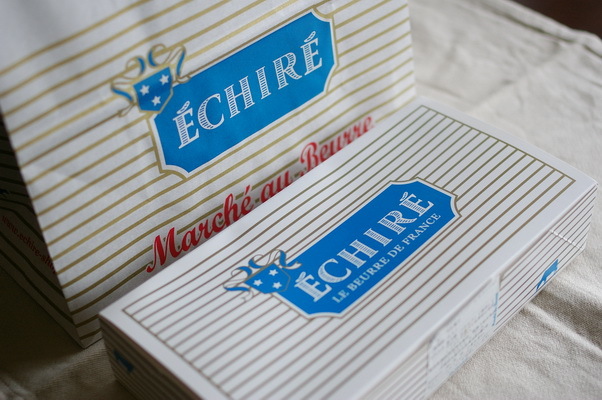 ÉCHIRÉ
Marché-au-Beurre
ÉCHIRÉ
LE BEURRE DE FRANCE